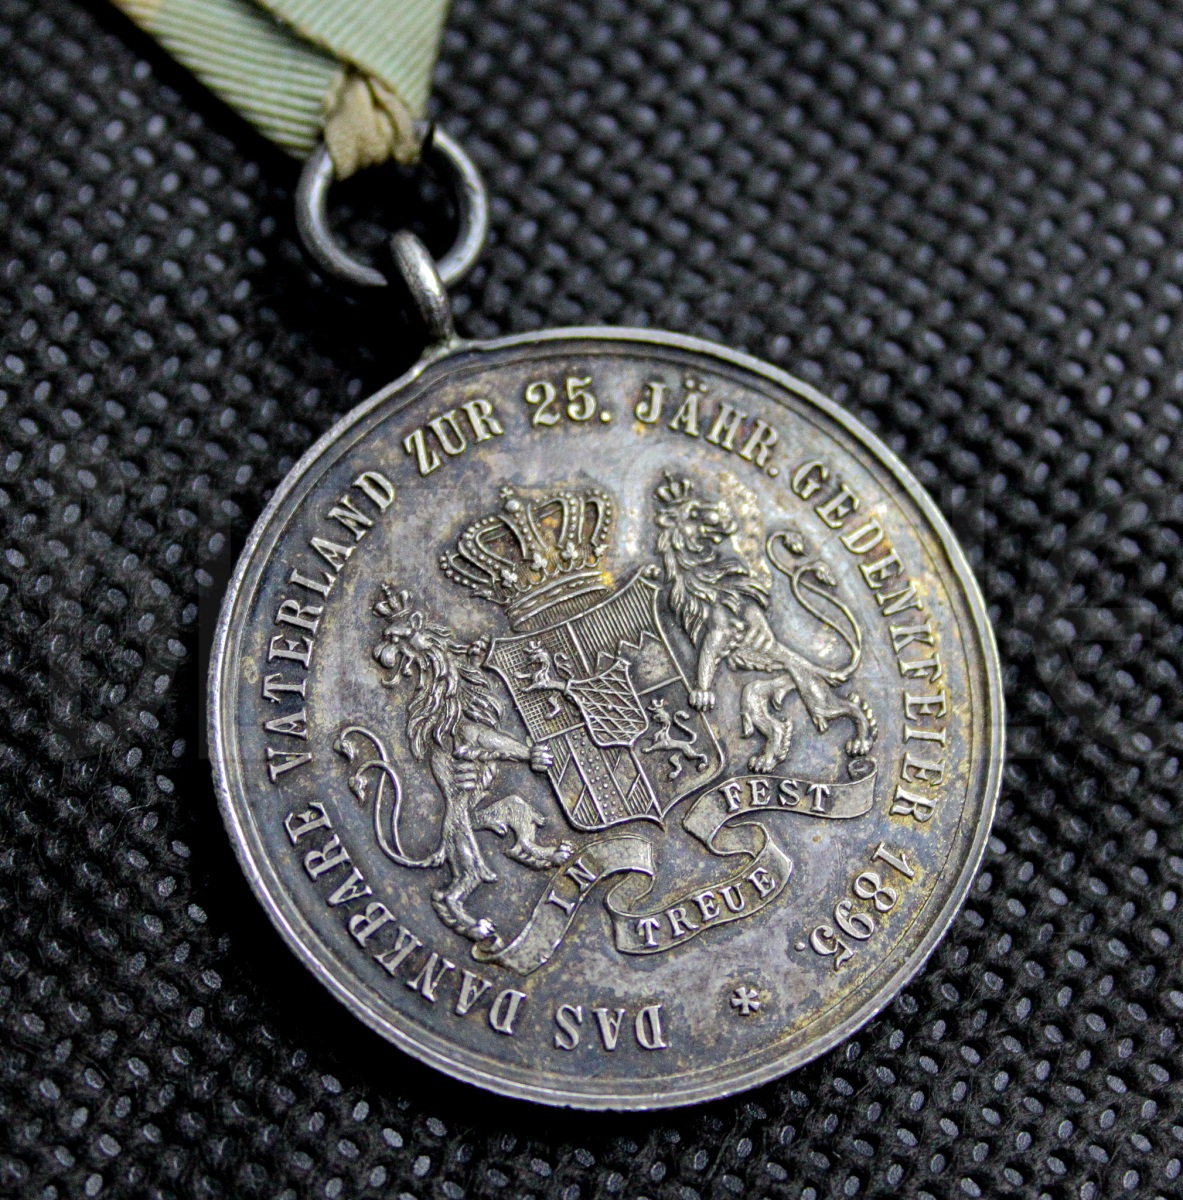 DAS DANKBARE VATERLAND ZUR 25. JÄHR. GEDENKFEIER 1895. *
IN TREUE FEST